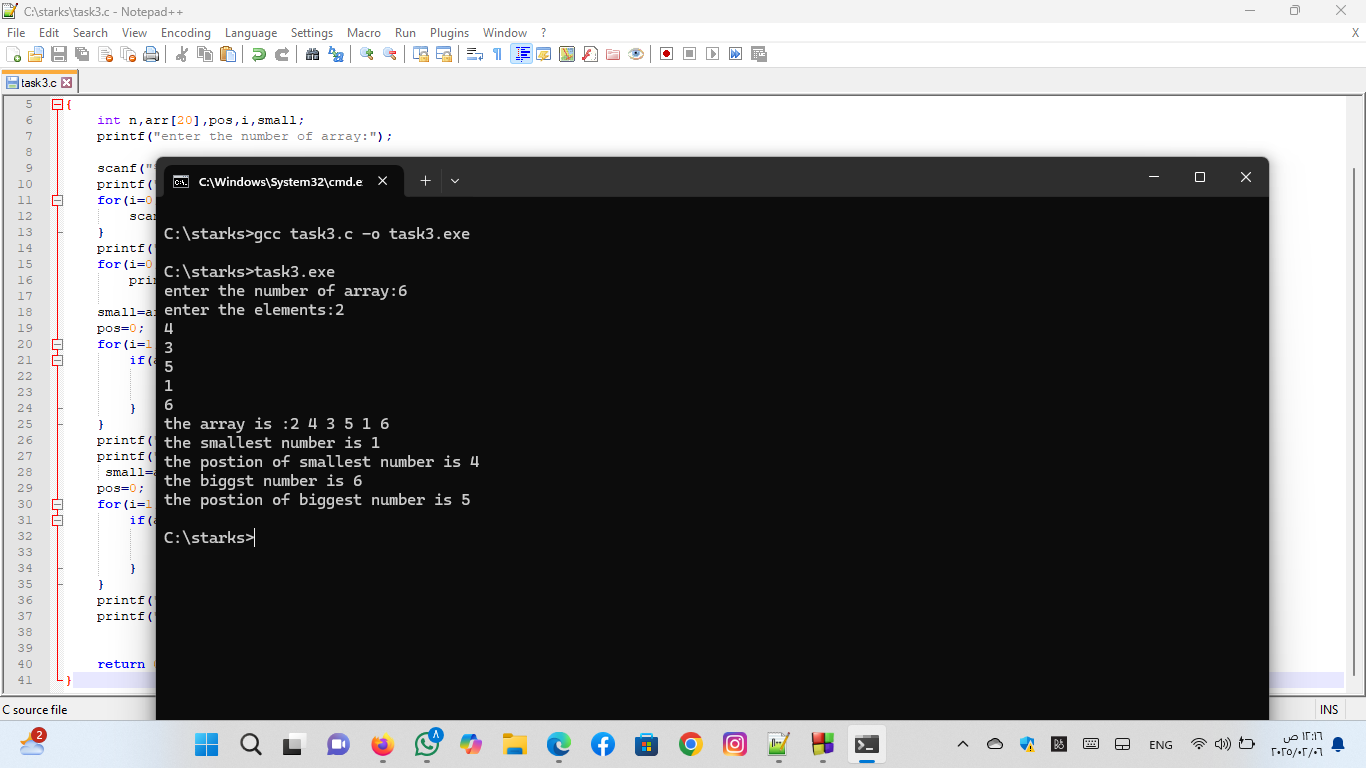 C:\starks\task3.c - Notepad++
File Edit Search View Encoding Language Settings Macro Run Plugins Window ? X
task3.c
5 {
6 int n,arr[20],pos,i,small;
7 printf("enter the number of array:");
8
9 scanf("
10 printf(
11 for(i=0
12 scan
13 }
14 printf(
15 for(i=0
16 prin
17
18 small=a
19 pos=0;
20 for(i=1
21 if(
22
23
24 }
25 }
26 printf(
27 printf(
28 small=
29 pos=0;
30 for(i=1
31 if(
32
33
34 }
35 }
36 printf(
37 printf(
38
39
40 return
41 }
C:\Windows\System32\cmd.e
C:\starks>gcc task3.c -o task3.exe
C:\starks>task3.exe
enter the number of array:6
enter the elements:2
4
3
5
1
6
the array is :2 4 3 5 1 6
the smallest number is 1
the postion of smallest number is 4
the biggst number is 6
the postion of biggest number is 5
C:\starks>
C source file INS
2
ENG
١٢:١٦ ص
٢٠٢٥/٠٢/٠٦